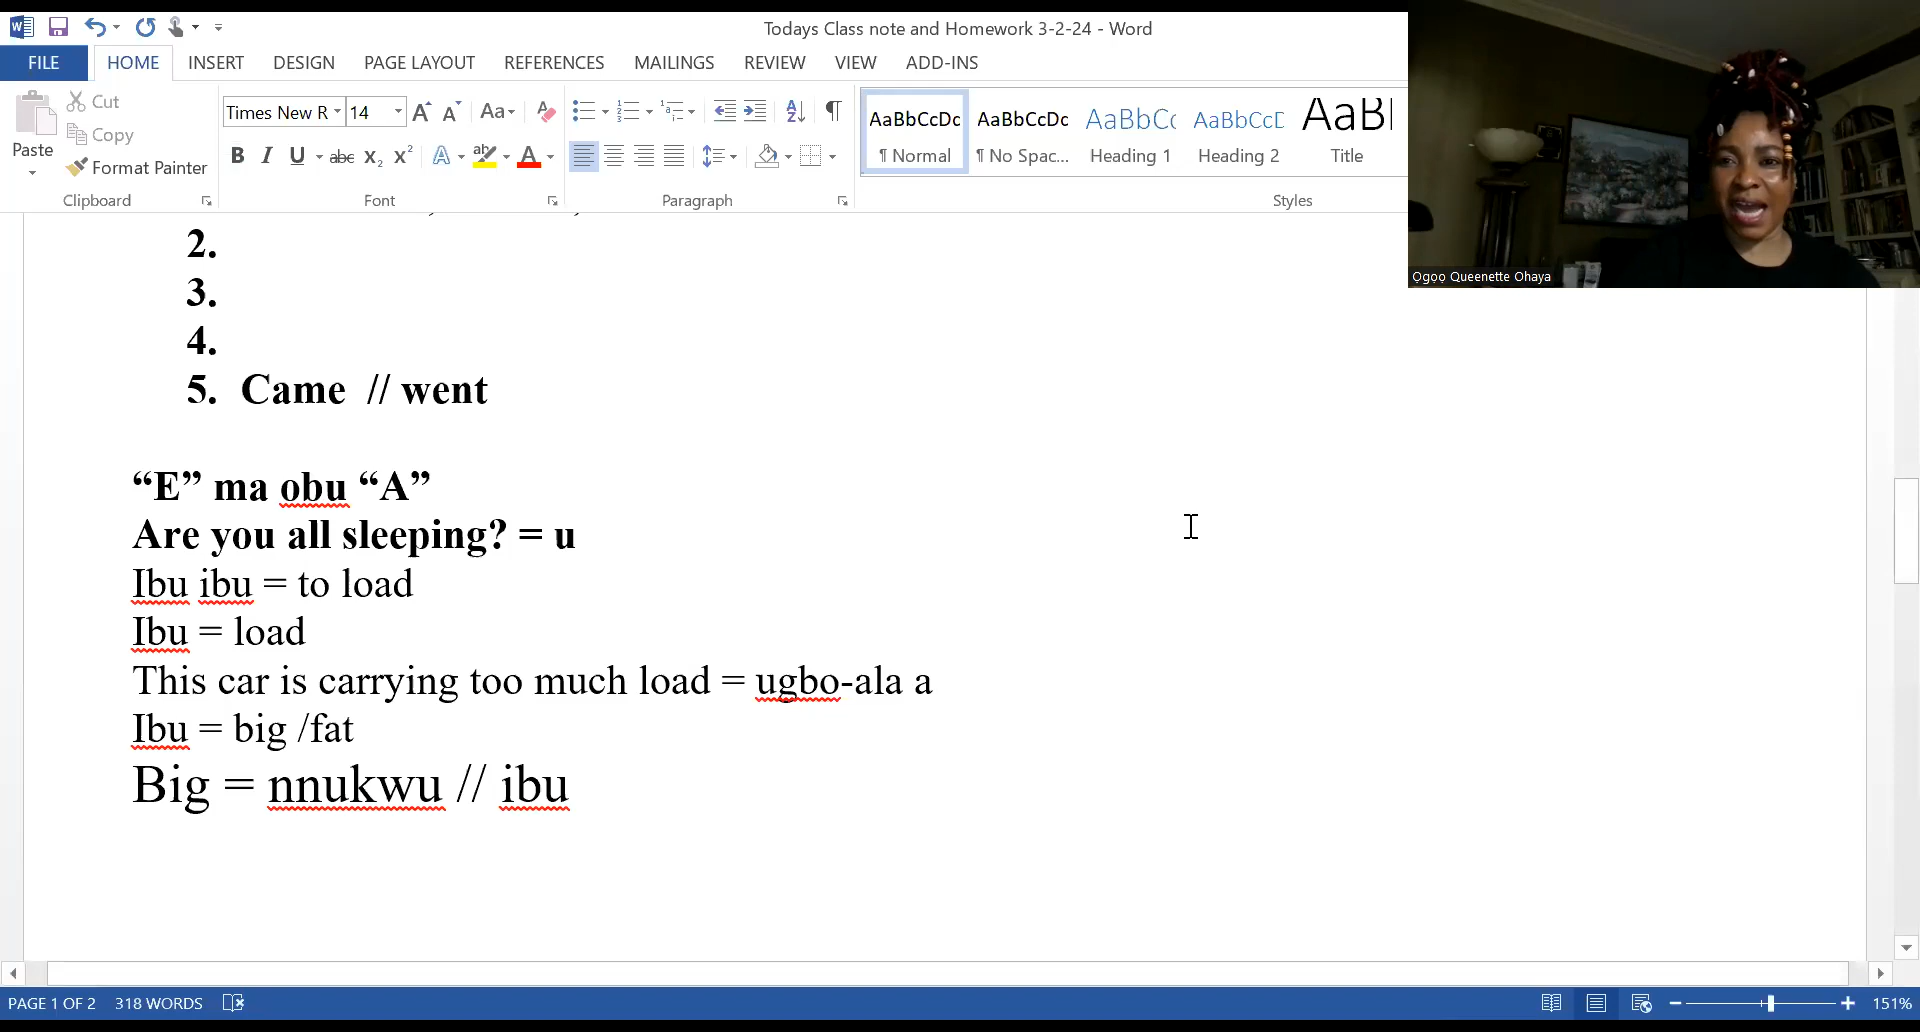 Todays Class note and Homework 3-2-24 - Word
FILE HOME INSERT DESIGN PAGE LAYOUT REFERENCES MAILINGS REVIEW VIEW ADD-INS
Paste
Cut
Copy
Format Painter
Clipboard
Times New R 14
Font
Paragraph
AaBbCcDc AaBbCcDc AaBbCc AaBbCcD AaB
¶ Normal ¶ No Spac... Heading 1 Heading 2 Title
Styles
Ọgọọ Queenette Ohaya
2.
3.
4.
5. Came // went
“E” ma obu “A”
Are you all sleeping? = u
Ibu ibu = to load
Ibu = load
This car is carrying too much load = ugbo-ala a
Ibu = big /fat
Big = nnukwu // ibu
PAGE 1 OF 2 318 WORDS 151%